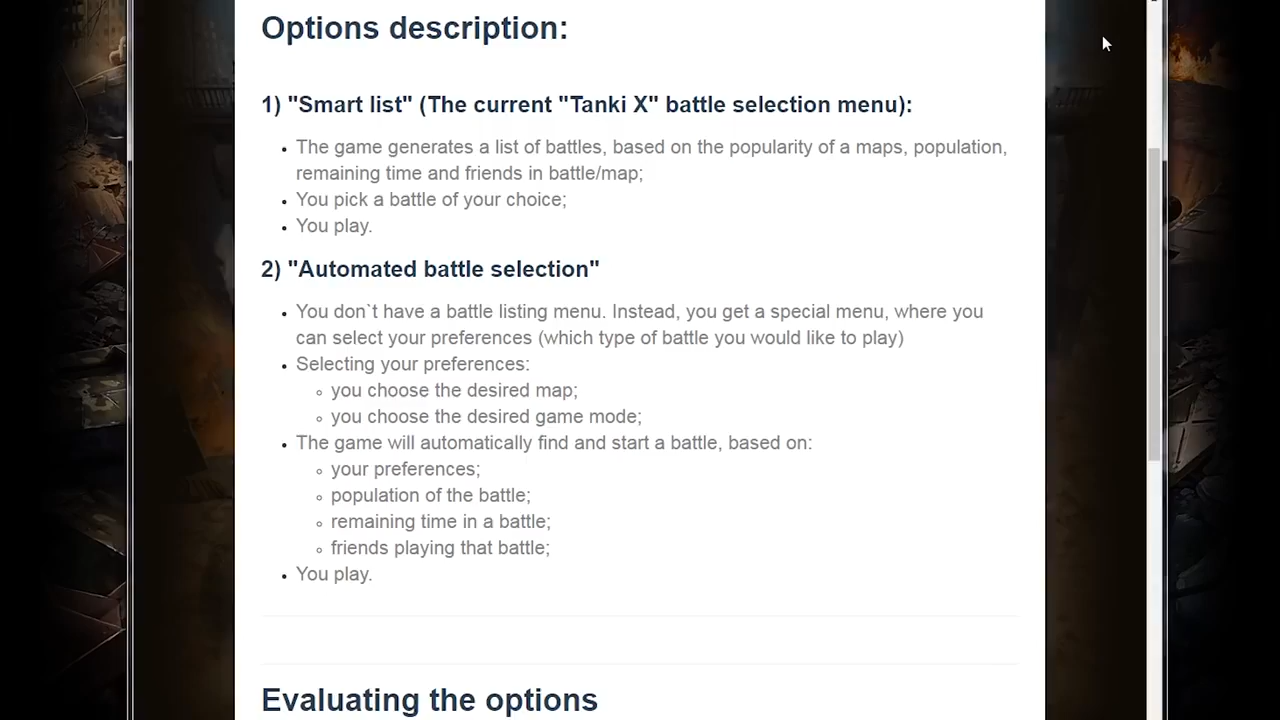 Options description:
1) "Smart list" (The current "Tanki X" battle selection menu):
The game generates a list of battles, based on the popularity of a maps, population,
remaining time and friends in battle/map;
You pick a battle of your choice;
You play.
2) "Automated battle selection"
You don`t have a battle listing menu. Instead, you get a special menu, where you
can select your preferences (which type of battle you would like to play)
Selecting your preferences:
you choose the desired map;
you choose the desired game mode;
The game will automatically find and start a battle, based on:
your preferences;
population of the battle;
remaining time in a battle;
friends playing that battle;
You play.
Evaluating the options